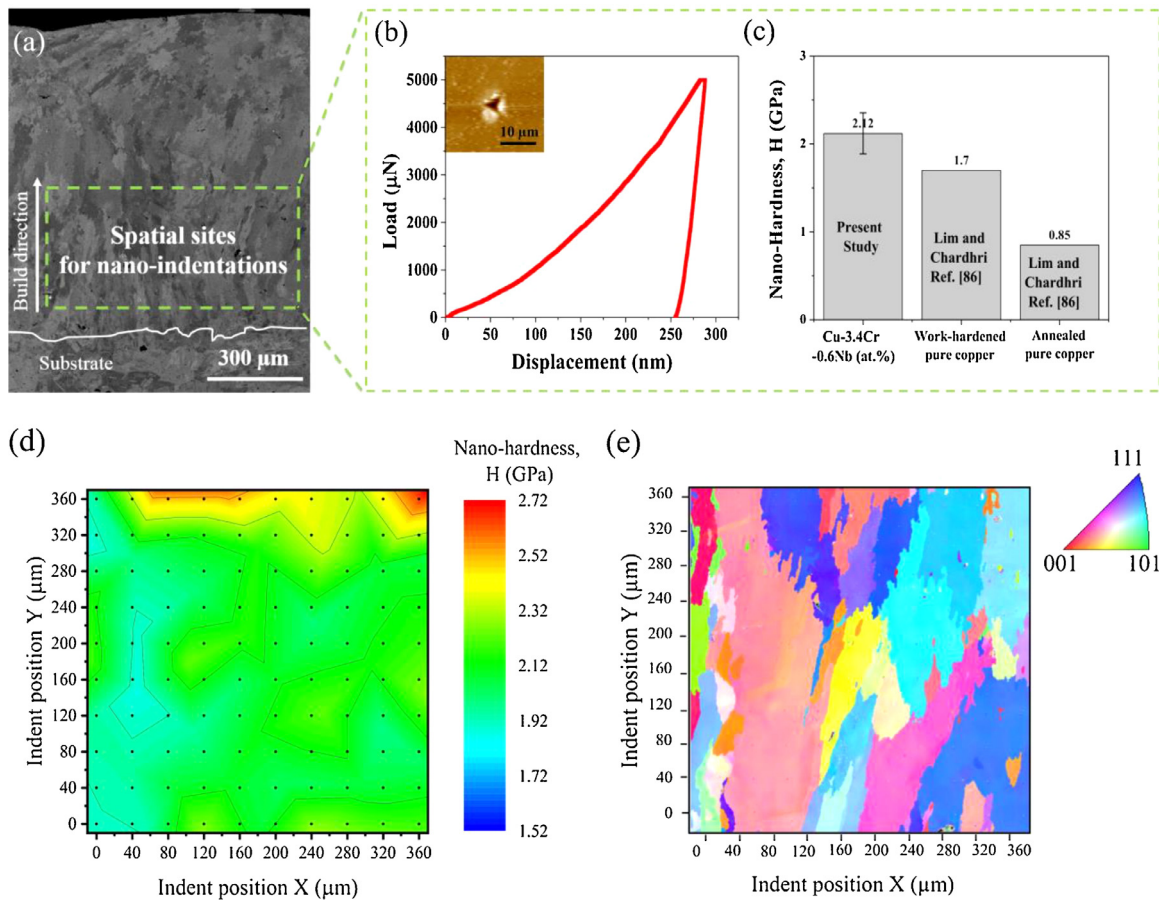 (a)
Build direction
Spatial sites
for nano-indentations
Substrate
300 μm
(b)
Load (μN)
5000
4500
4000
3500
3000
2500
2000
1500
1000
500
0
10 μm
0 50 100 150 200 250 300
Displacement (nm)
(c)
Nano-Hardness, H (GPa)
3
2
1
0
2.12
1.7
0.85
Present
Study
Lim and
Chardhri
Ref. [86]
Lim and
Chardhri
Ref. [86]
Cu-3.4Cr
-0.6Nb (at.%)
Work-hardened
pure copper
Annealed
pure copper
(d)
Indent position Y (μm)
360
320
280
240
200
160
120
80
40
0
0 40 80 120 160 200 240 280 320 360
Indent position X (μm)
Nano-hardness,
H (GPa)
2.72
2.52
2.32
2.12
1.92
1.72
1.52
(e)
Indent position Y (μm)
360
320
280
240
200
160
120
80
40
0
0 40 80 120 160 200 240 280 320 360
Indent position X (μm)
111
001 101